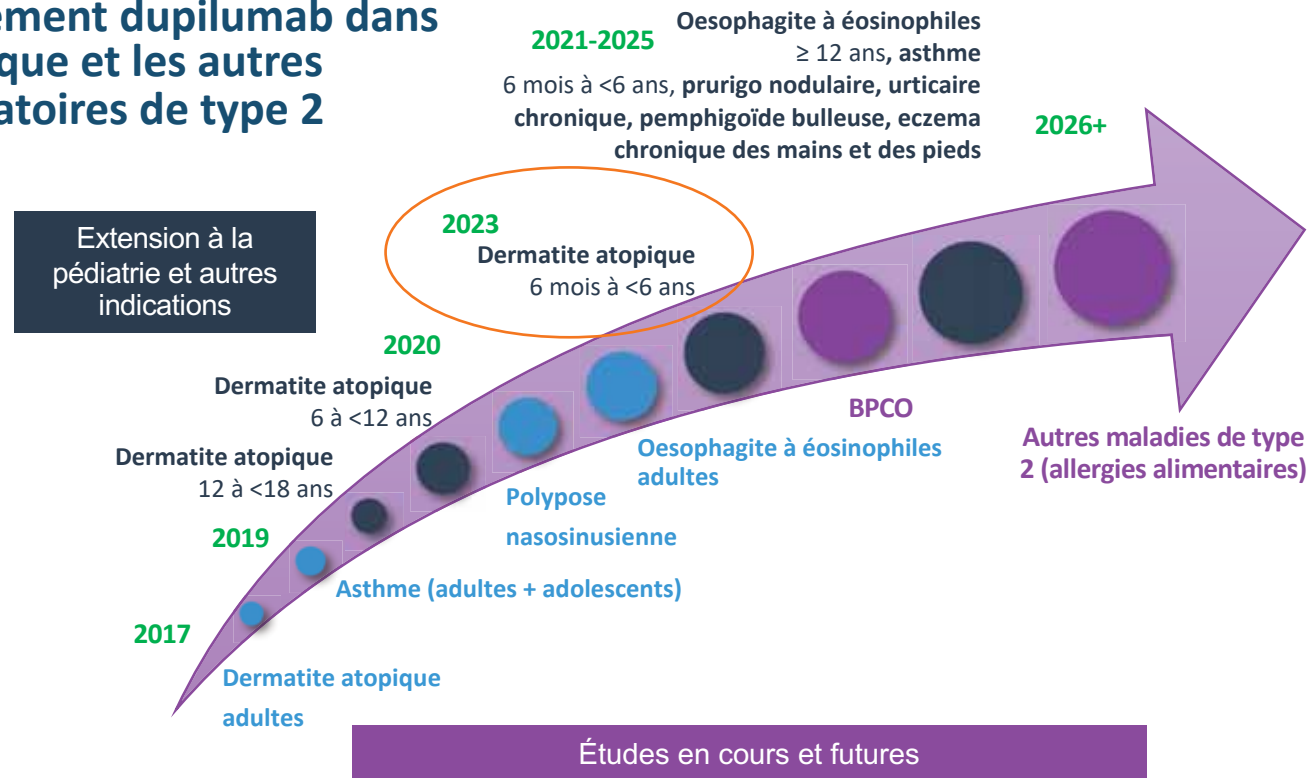 dupilumab dans
que et les autres
de type 2
2021-2025
Oesophagite à éosinophiles
≥ 12 ans, asthme
6 mois à <6 ans, prurigo nodulaire, urticaire
chronique, pemphigoïde bulleuse, eczema
chronique des mains et des pieds
2026+
Extension à la
pédiatrie et autres
indications
2023
Dermatite atopique
6 mois à <6 ans
2020
Dermatite atopique
6 à <12 ans
Dermatite atopique
12 à <18 ans
2019
2017
BPCO
Autres maladies de type
2 (allergies alimentaires)
Oesophagite à éosinophiles
adultes
Polypose
nasosinusienne
Asthme (adultes + adolescents)
Dermatite atopique
adultes
Études en cours et futures